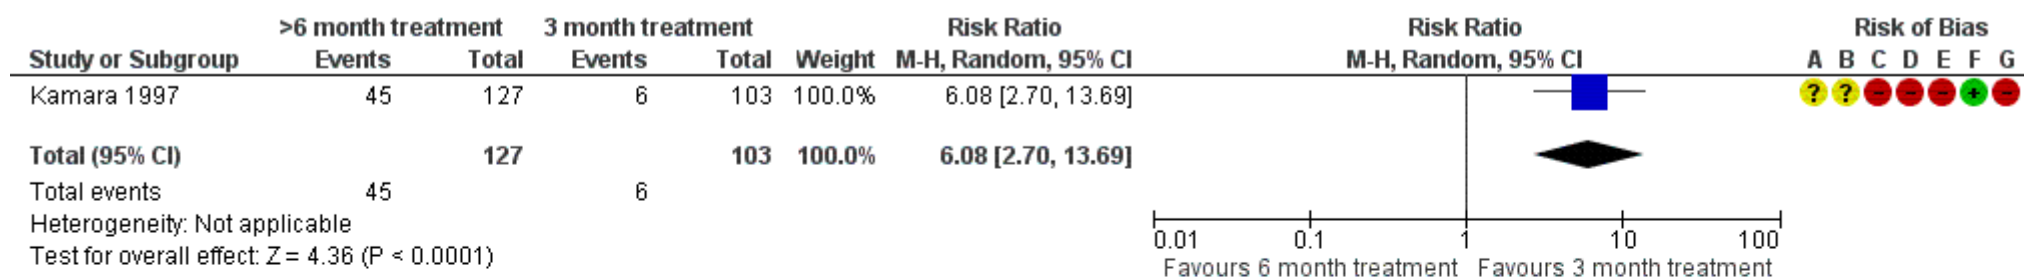 >6 month treatment 3 month treatment Risk Ratio Risk Ratio Risk of Bias
Study or Subgroup Events Total Events Total Weight M-H, Random, 95% CI M-H, Random, 95% CI A B C D E F G
Kamara 1997 45 127 6 103 100.0% 6.08 [2.70, 13.69] ? ? - - - + -
Total (95% CI) 127 103 100.0% 6.08 [2.70, 13.69]
Total events 45 6
Heterogeneity: Not applicable
Test for overall effect: Z = 4.36 (P < 0.0001)
0.01 0.1 1 10 100
Favours 6 month treatment Favours 3 month treatment